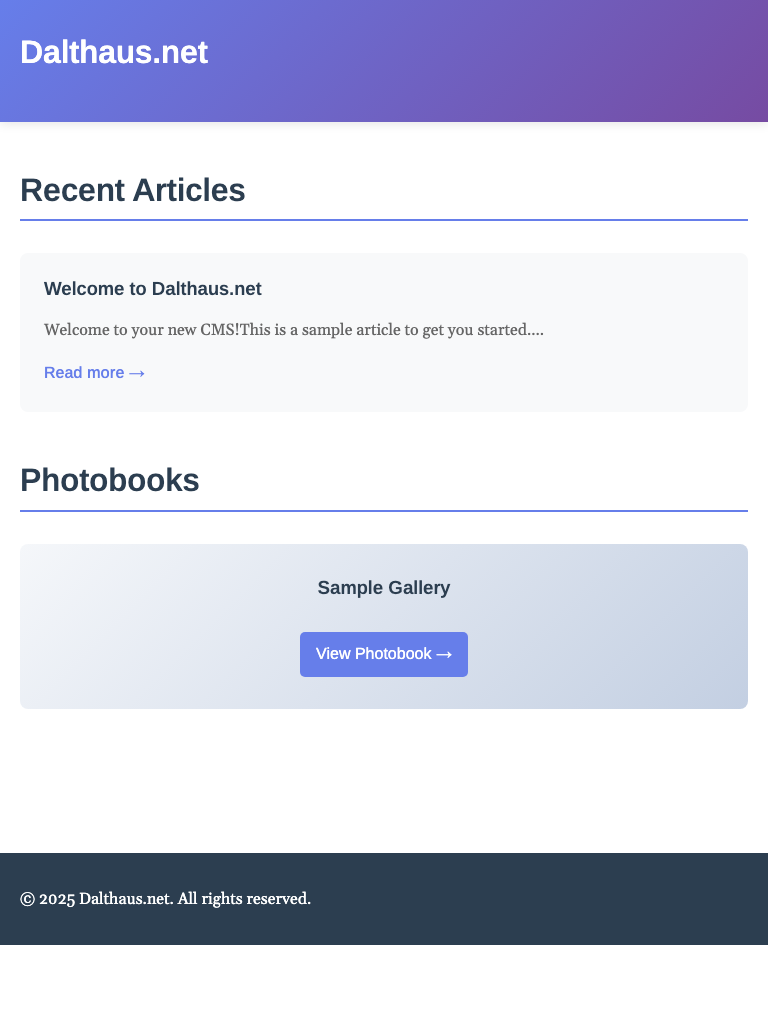 Dalthaus.net
Recent Articles
Welcome to Dalthaus.net
Welcome to your new CMS!This is a sample article to get you started....
Read more →
Photobooks
Sample Gallery
View Photobook →
© 2025 Dalthaus.net. All rights reserved.